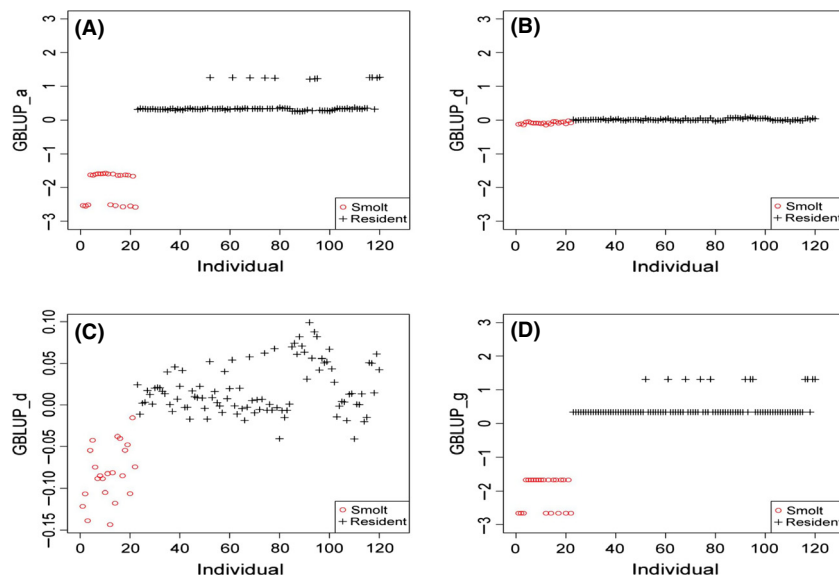 (A)
GBLUP_a
3
2
1
0
−1
−2
−3
0 20 40 60 80 100 120
Individual
Smolt
Resident
(B)
GBLUP_d
3
2
1
0
−1
−2
−3
0 20 40 60 80 100 120
Individual
Smolt
Resident
(C)
GBLUP_d
0.10
0.05
0.00
−0.05
−0.10
−0.15
0 20 40 60 80 100 120
Individual
Smolt
Resident
(D)
GBLUP_g
3
2
1
0
−1
−2
−3
0 20 40 60 80 100 120
Individual
Smolt
Resident